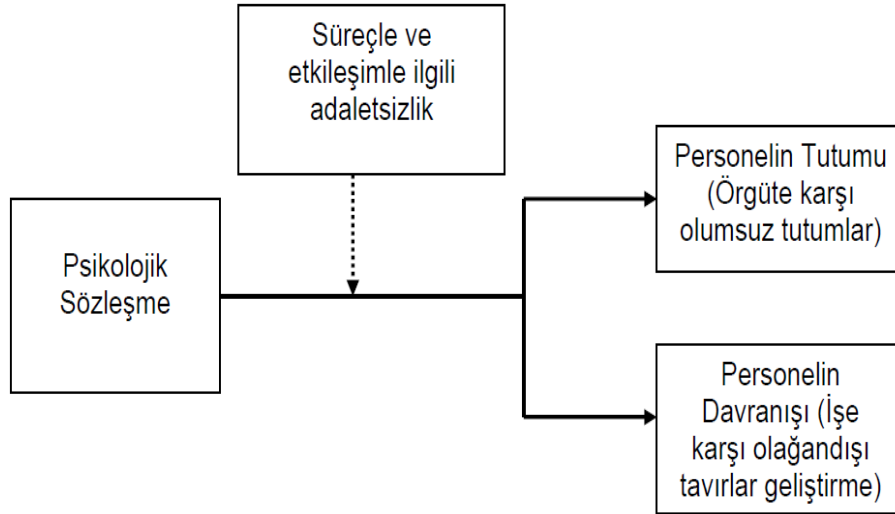 Süreçle ve
etkileşimle ilgili
adaletsizlik
Psikolojik
Sözleşme
Personelin Tutumu
(Örgüte karşı
olumsuz tutumlar)
Personelin
Davranışı (İşe
karşı olağandışı
tavırlar geliştirme)